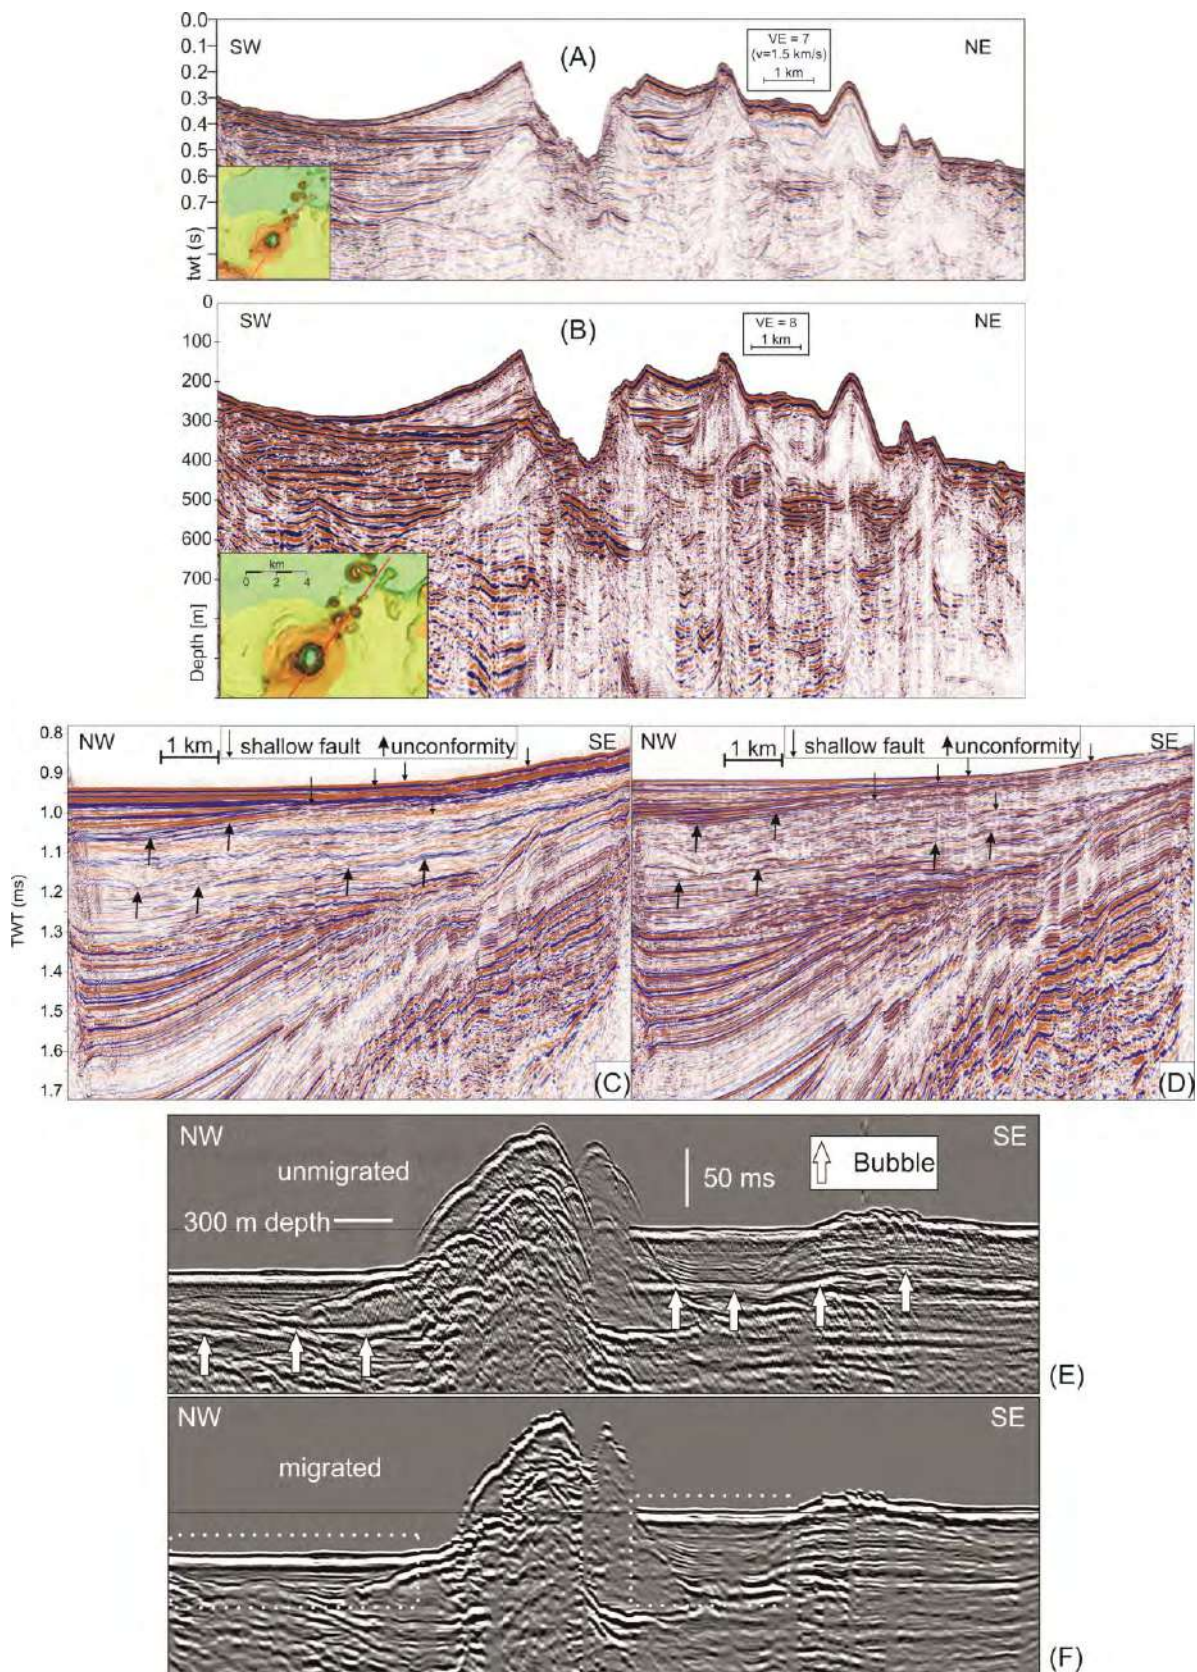 0.0
0.1
0.2
0.3
0.4
0.5
0.6
0.7
twt (s)
SW
(A)
VE = 7
(v=1.5 km/s)
1 km
NE
0
100
200
300
400
500
600
700
Depth [m]
SW
(B)
VE = 8
1 km
NE
km
0 2 4
0.8
0.9
1.0
1.1
1.2
1.3
1.4
1.5
1.6
1.7
TWT (ms)
NW
1 km
shallow fault
unconformity
SE
(C)
NW
1 km
shallow fault
unconformity
SE
(D)
NW
unmigrated
300 m depth
50 ms
Bubble
SE
(E)
NW
migrated
SE
(F)